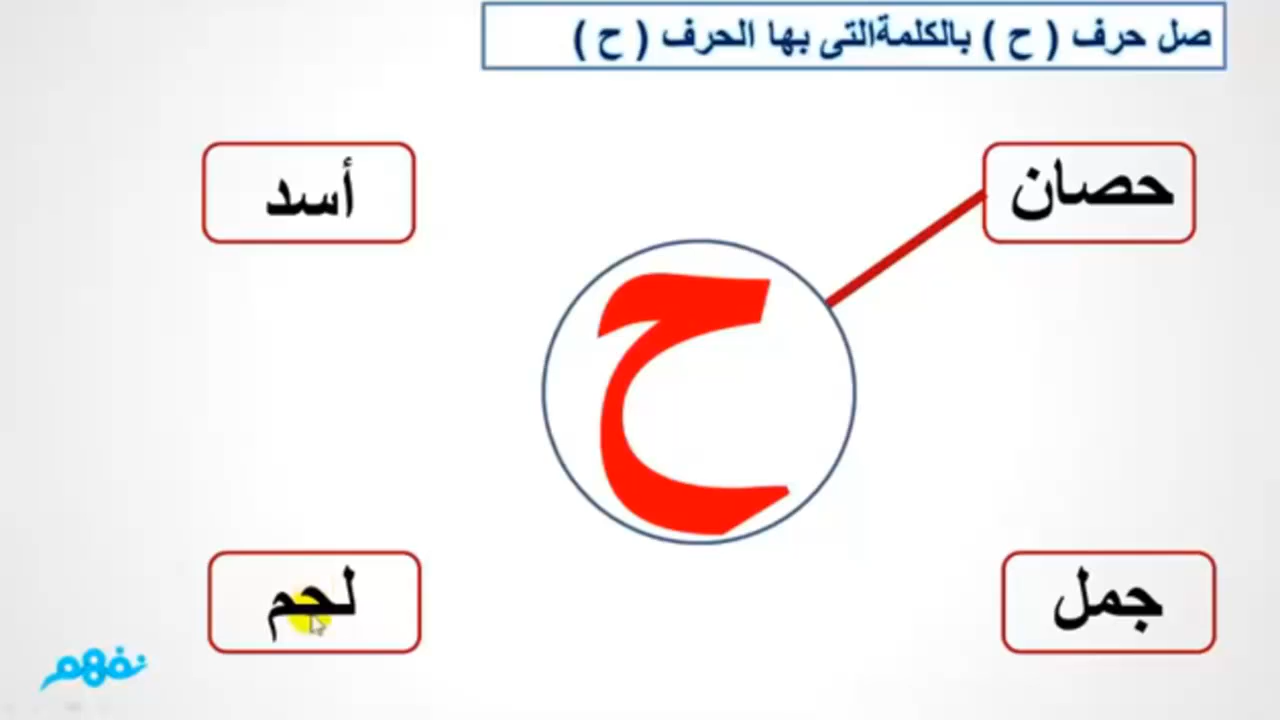 صل حرف ( ح ) بالكلمةالتى بها الحرف ( ح )
حصان
أسد
ح
جمل
لحم
نفهم